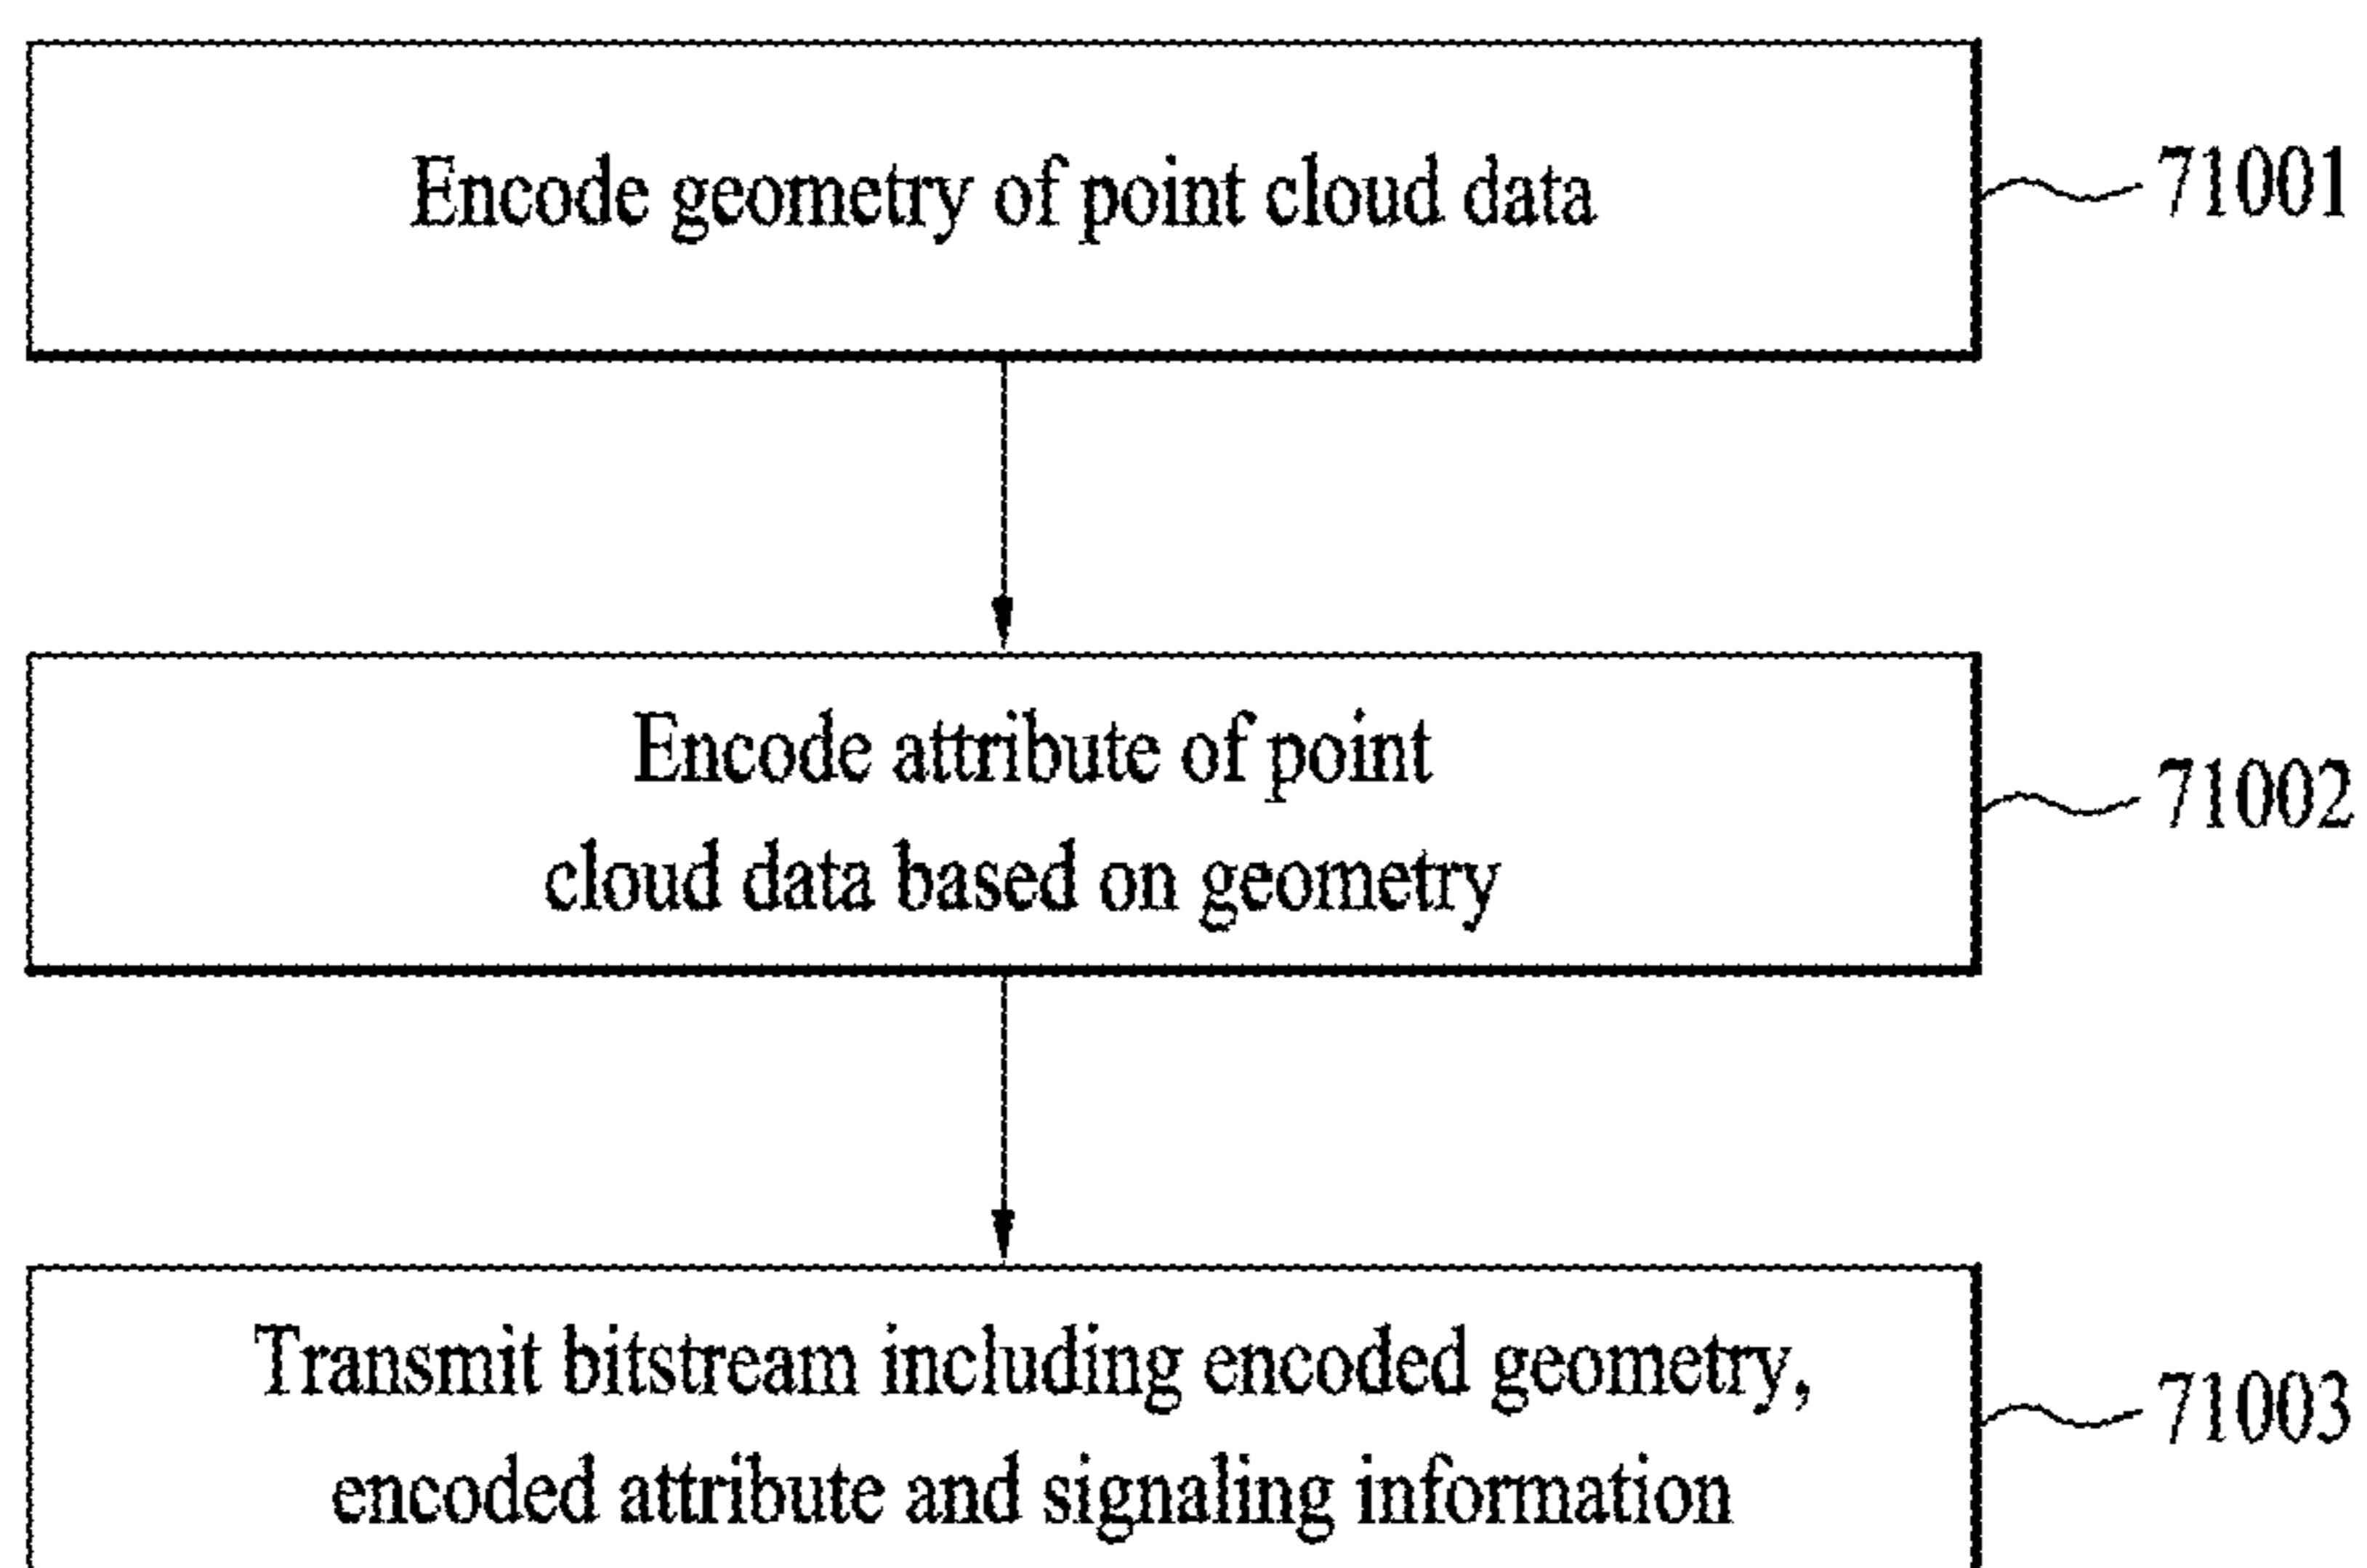 Encode geometry of point cloud data
71001
Encode attribute of point
cloud data based on geometry
71002
Transmit bitstream including encoded geometry,
encoded attribute and signaling information
71003